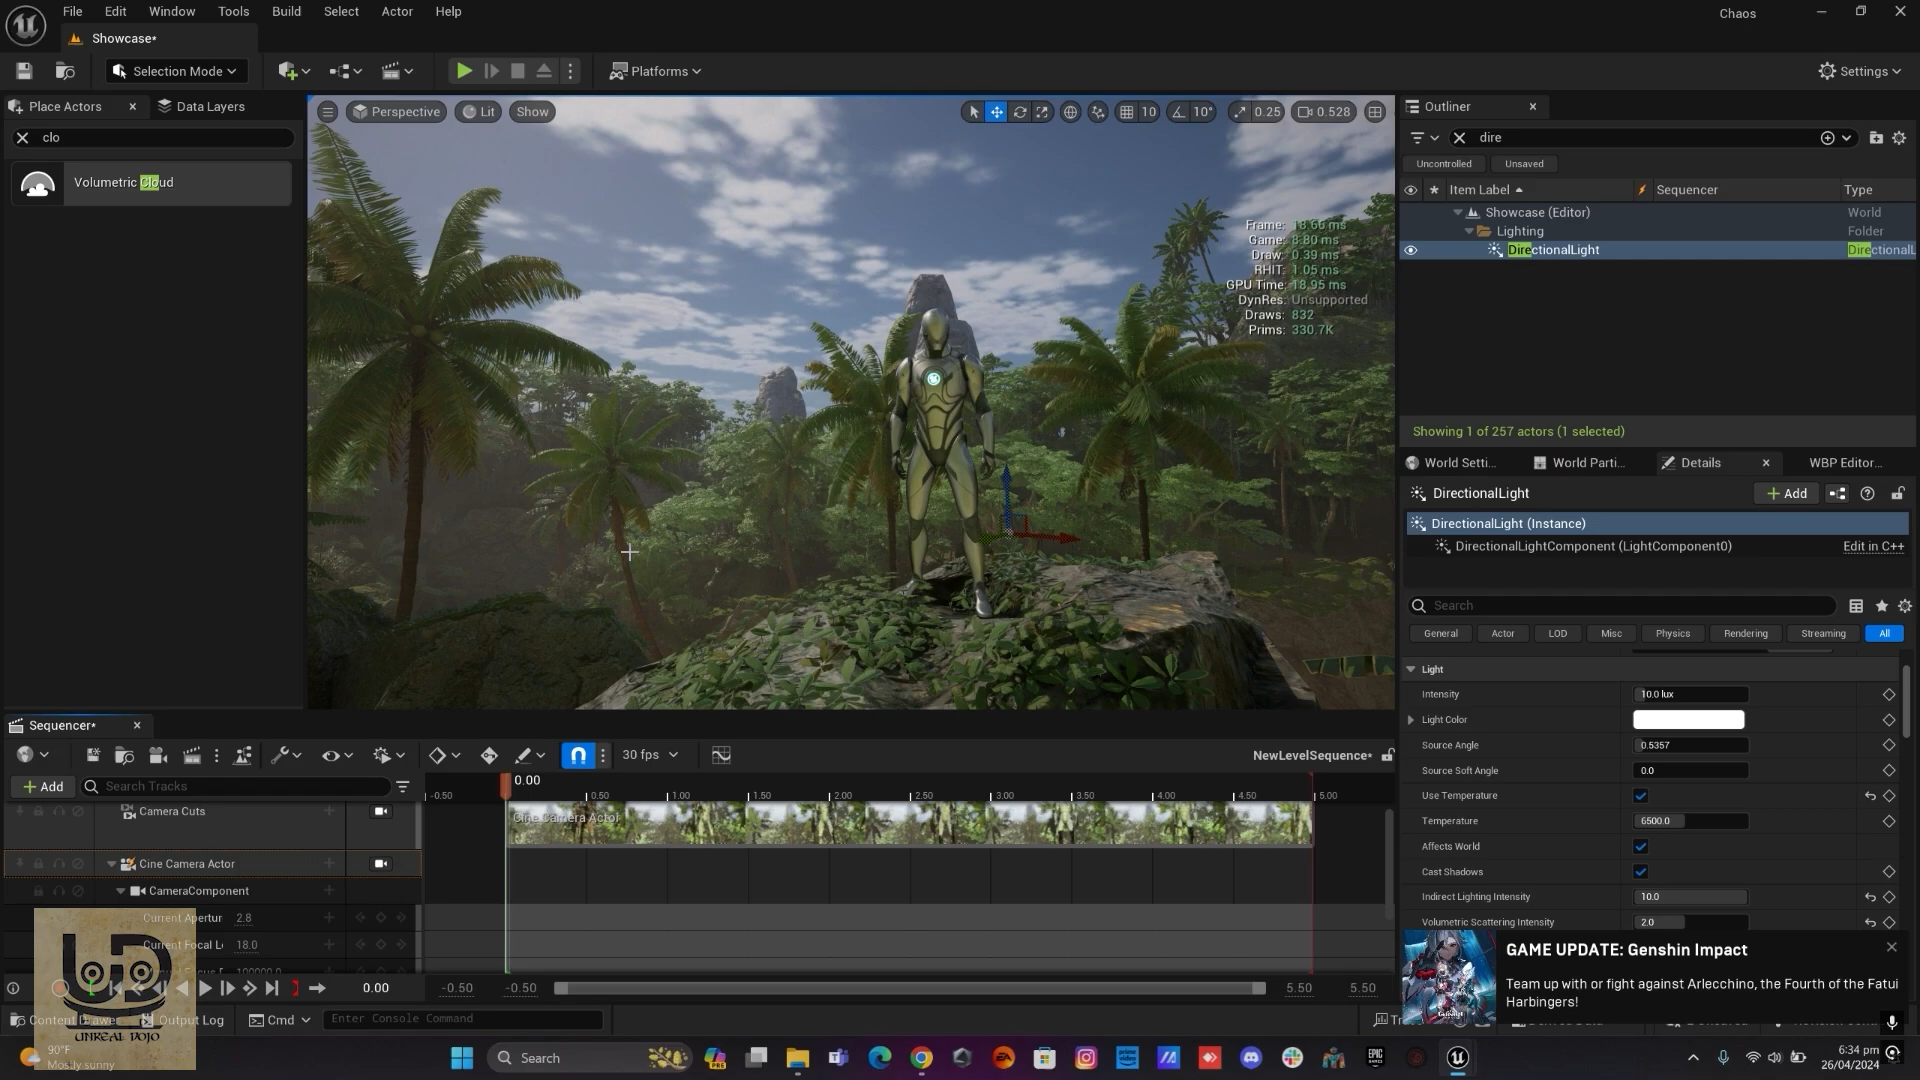 File Edit Window Tools Build Select Actor Help
Chaos
Showcase*
Selection Mode
Platforms
Settings
Place Actors
Data Layers
clo
Volumetric Cloud
Perspective
Lit
Show
10
10°
0.25
0.528
Frame: 18.66 ms
Game: 8.80 ms
Draw: 0.39 ms
RHIT: 1.05 ms
GPU Time: 18.95 ms
DynRes: Unsupported
Draws: 832
Prims: 330.7K
Outliner
dire
Uncontrolled
Unsaved
Item Label
Sequencer
Type
Showcase (Editor)
World
Lighting
Folder
DirectionalLight
DirectionalL
Showing 1 of 257 actors (1 selected)
World Setti...
World Parti...
Details
WBP Editor...
DirectionalLight
Add
DirectionalLight (Instance)
DirectionalLightComponent (LightComponent0)
Edit in C++
Search
General
Actor
LOD
Misc
Physics
Rendering
Streaming
All
Light
Intensity
10.0 lux
Light Color
Source Angle
0.5357
Source Soft Angle
0.0
Use Temperature
Temperature
6500.0
Affects World
Cast Shadows
Indirect Lighting Intensity
10.0
Volumetric Scattering Intensity
2.0
Sequencer*
30 fps
NewLevelSequence*
Add
Search Tracks
0.00
-0.50 0.50 1.00 1.50 2.00 2.50 3.00 3.50 4.00 4.50 5.00
Camera Cuts
Cine Camera Actor
Cine Camera Actor
CameraComponent
Current Apertur
2.8
Current Focal L
18.0
100000.0
0.00
-0.50
-0.50
5.50
5.50
Content Drawer
Output Log
Cmd
Enter Console Command
UNREAL DOJO
GAME UPDATE: Genshin Impact
Team up with or fight against Arlecchino, the Fourth of the Fatui
Harbingers!
90°F
Mostly sunny
Search
PRE
EA
EPIC
6:34 pm
26/04/2024